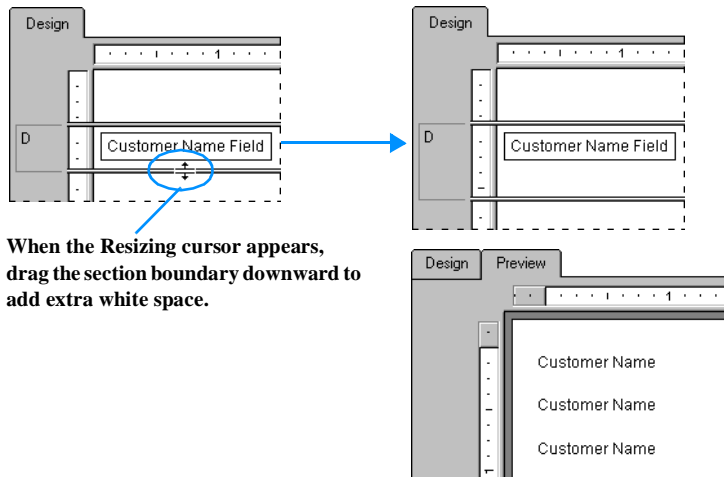 Design
1
D
Customer Name Field
When the Resizing cursor appears,
drag the section boundary downward to
add extra white space.
Design
1
D
Customer Name Field
Design Preview
1
Customer Name
Customer Name
Customer Name
1